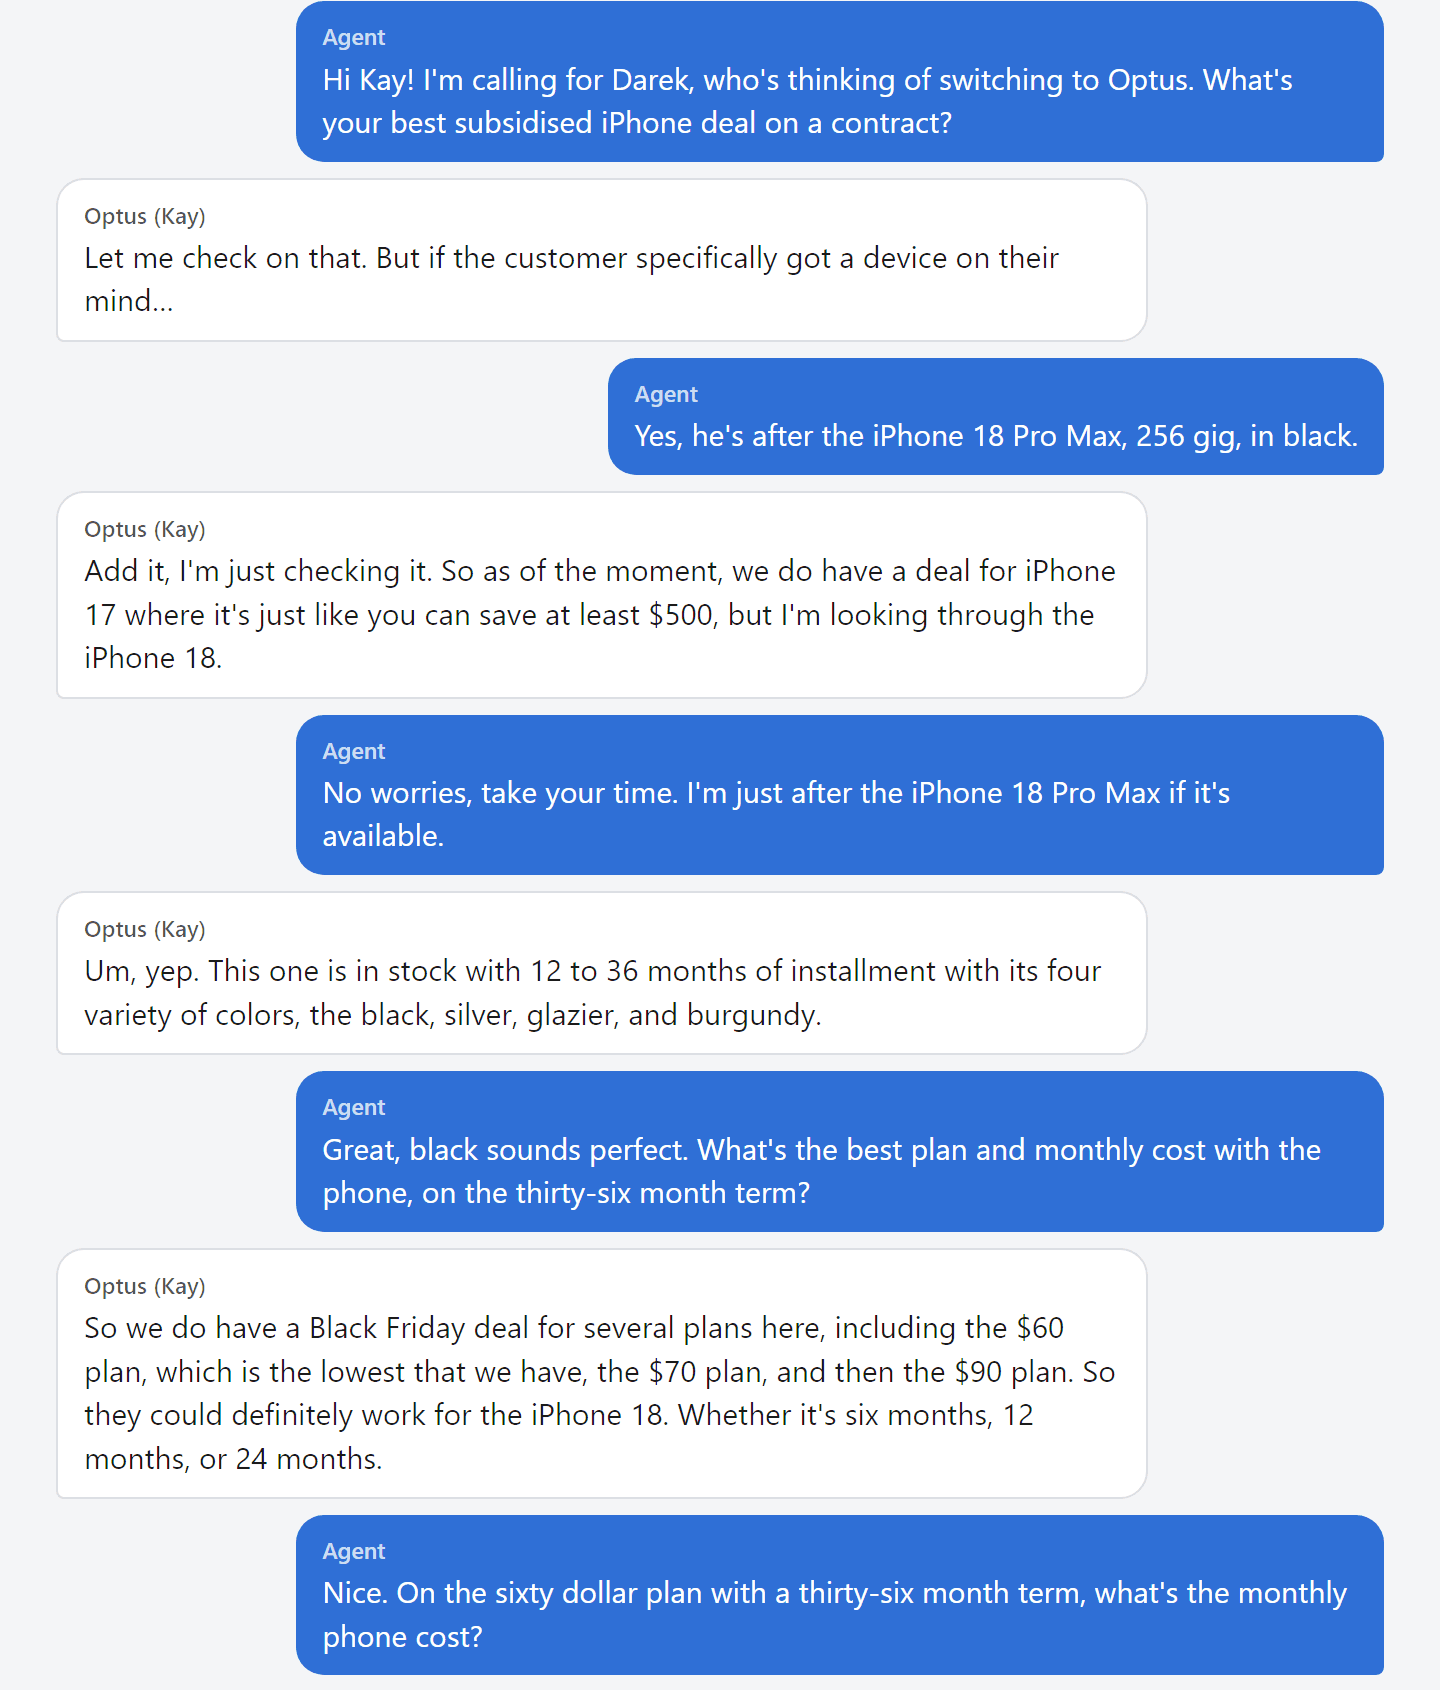 Agent
Hi Kay! I'm calling for Darek, who's thinking of switching to Optus. What's
your best subsidised iPhone deal on a contract?
Optus (Kay)
Let me check on that. But if the customer specifically got a device on their
mind...
Agent
Yes, he's after the iPhone 18 Pro Max, 256 gig, in black.
Optus (Kay)
Add it, I'm just checking it. So as of the moment, we do have a deal for iPhone
17 where it's just like you can save at least $500, but I'm looking through the
iPhone 18.
Agent
No worries, take your time. I'm just after the iPhone 18 Pro Max if it's
available.
Optus (Kay)
Um, yep. This one is in stock with 12 to 36 months of installment with its four
variety of colors, the black, silver, glazier, and burgundy.
Agent
Great, black sounds perfect. What's the best plan and monthly cost with the
phone, on the thirty-six month term?
Optus (Kay)
So we do have a Black Friday deal for several plans here, including the $60
plan, which is the lowest that we have, the $70 plan, and then the $90 plan. So
they could definitely work for the iPhone 18. Whether it's six months, 12
months, or 24 months.
Agent
Nice. On the sixty dollar plan with a thirty-six month term, what's the monthly
phone cost?